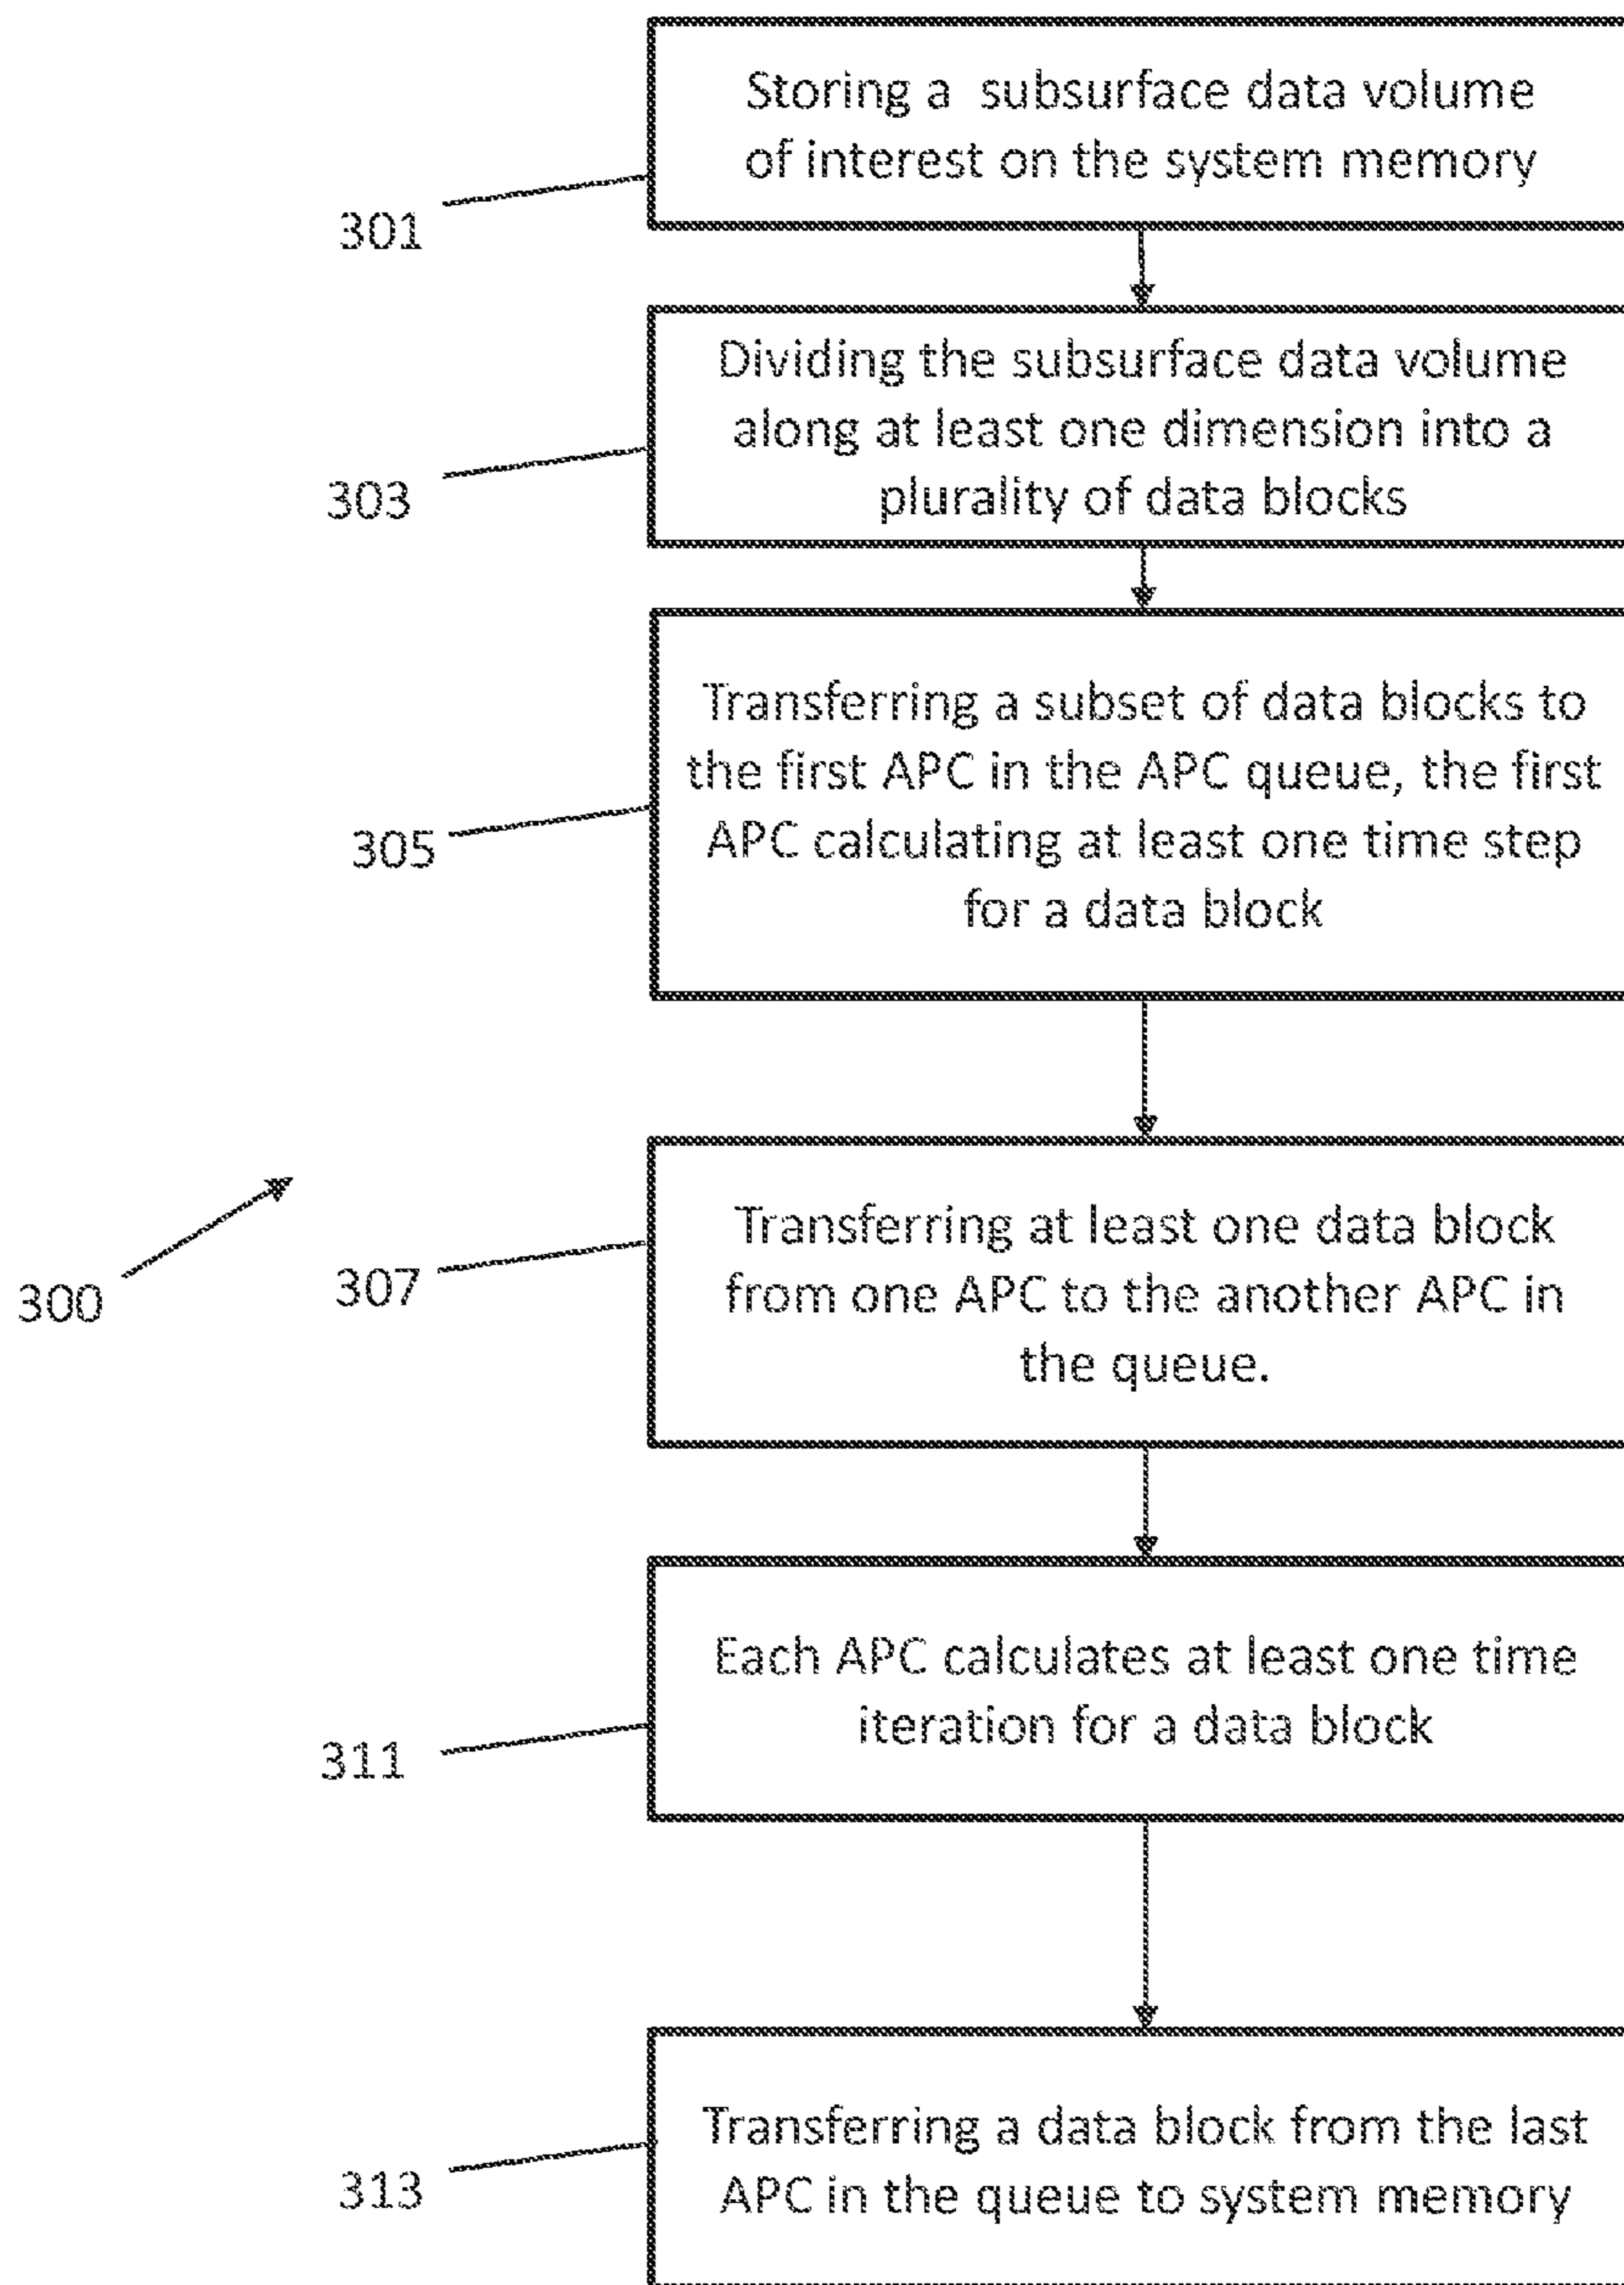 Storing a subsurface data volume
of interest on the system memory
301
Dividing the subsurface data volume
along at least one dimension into a
plurality of data blocks
303
Transferring a subset of data blocks to
the first APC in the APC queue, the first
APC calculating at least one time step
for a data block
305
Transferring at least one data block
from one APC to the another APC in
the queue.
307
300
Each APC calculates at least one time
iteration for a data block
311
Transferring a data block from the last
APC in the queue to system memory
313